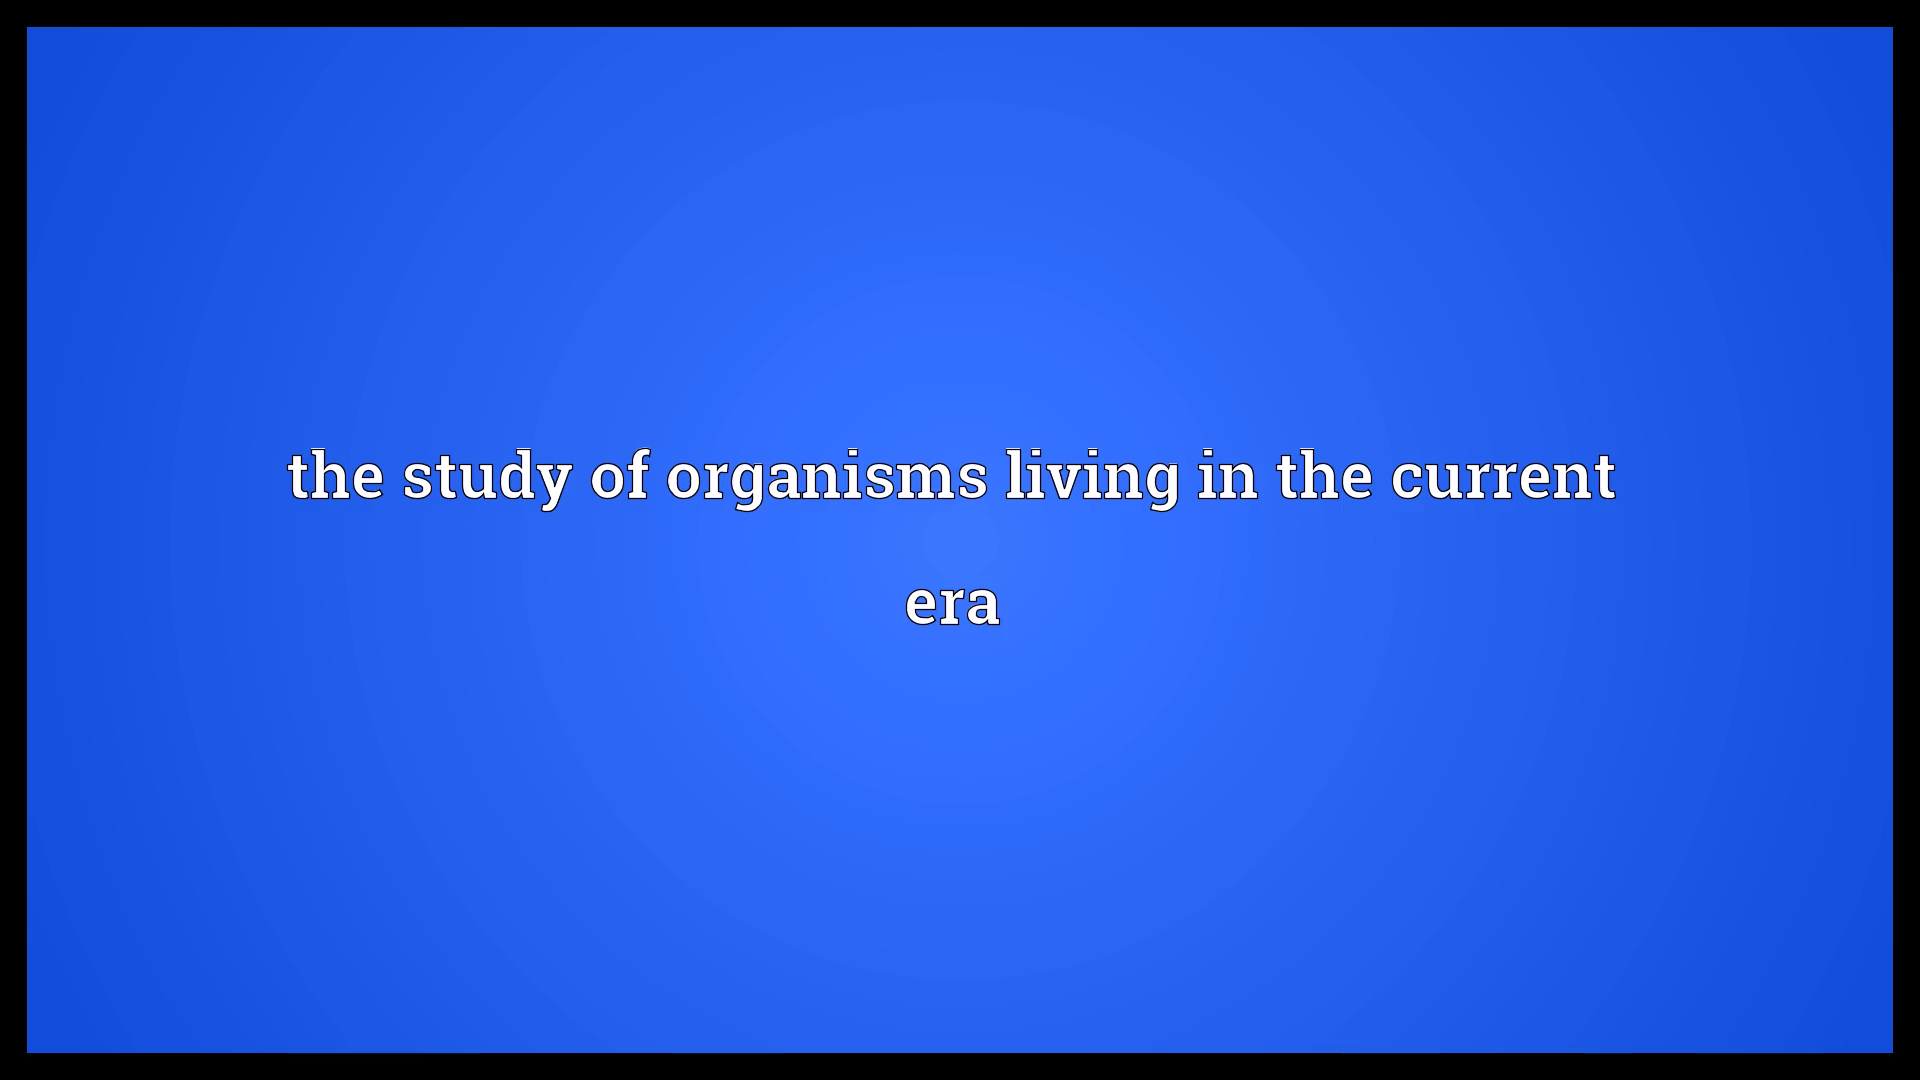 the study of organisms living in the current
era